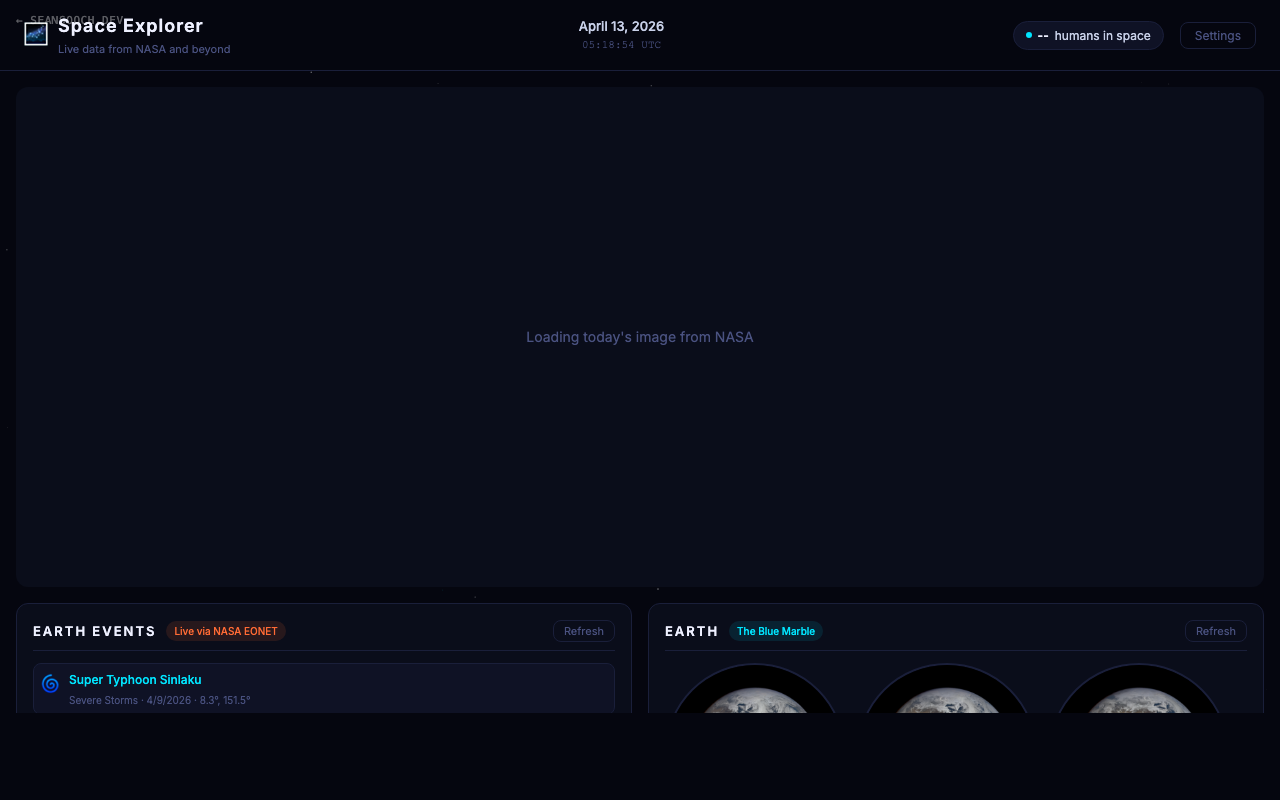 ← SEANGOOCH.DEV
Space Explorer
Live data from NASA and beyond
April 13, 2026
05:18:54 UTC
-- humans in space
Settings
Loading today's image from NASA
EARTH EVENTS
Live via NASA EONET
Refresh
Super Typhoon Sinlaku
Severe Storms · 4/9/2026 · 8.3°, 151.5°
EARTH
The Blue Marble
Refresh